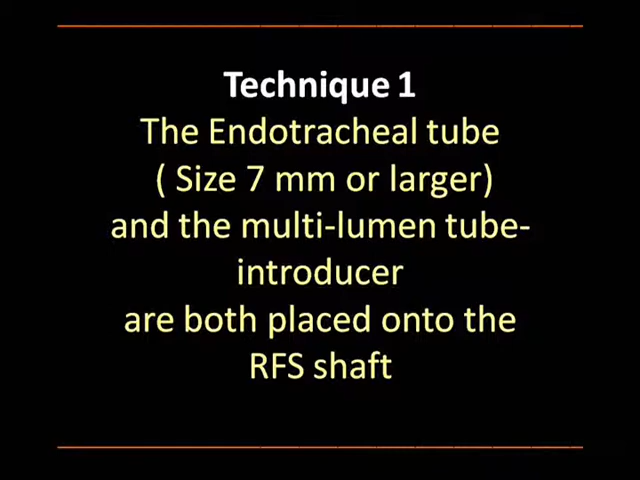 Technique 1
The Endotracheal tube
( Size 7 mm or larger)
and the multi-lumen tube-
introducer
are both placed onto the
RFS shaft